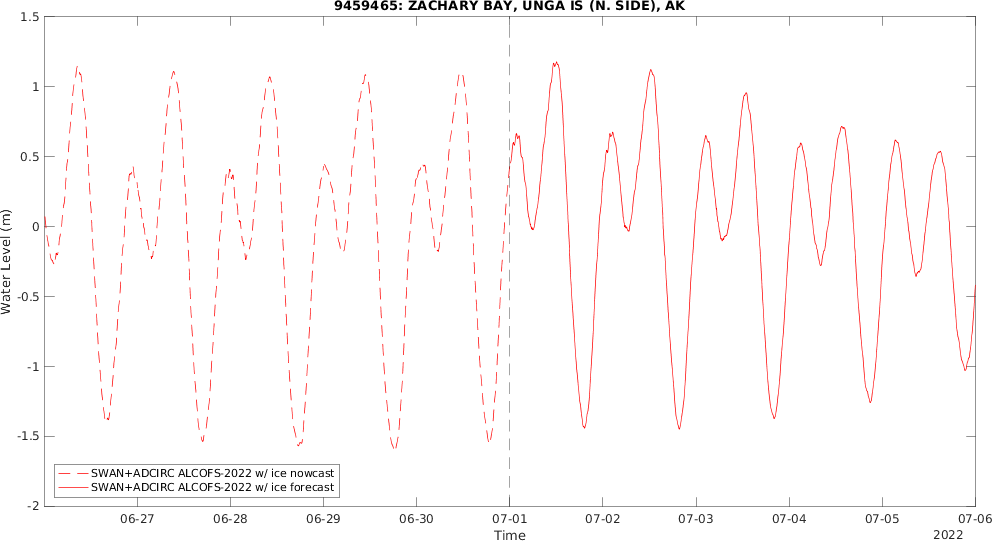 9459465: ZACHARY BAY, UNGA IS (N. SIDE), AK
1.5
1
0.5
0
-0.5
-1
-1.5
-2
Water Level (m)
SWAN+ADCIRC ALCOFS-2022 w/ ice nowcast
SWAN+ADCIRC ALCOFS-2022 w/ ice forecast
06-27 06-28 06-29 06-30 07-01 07-02 07-03 07-04 07-05 07-06
Time
2022